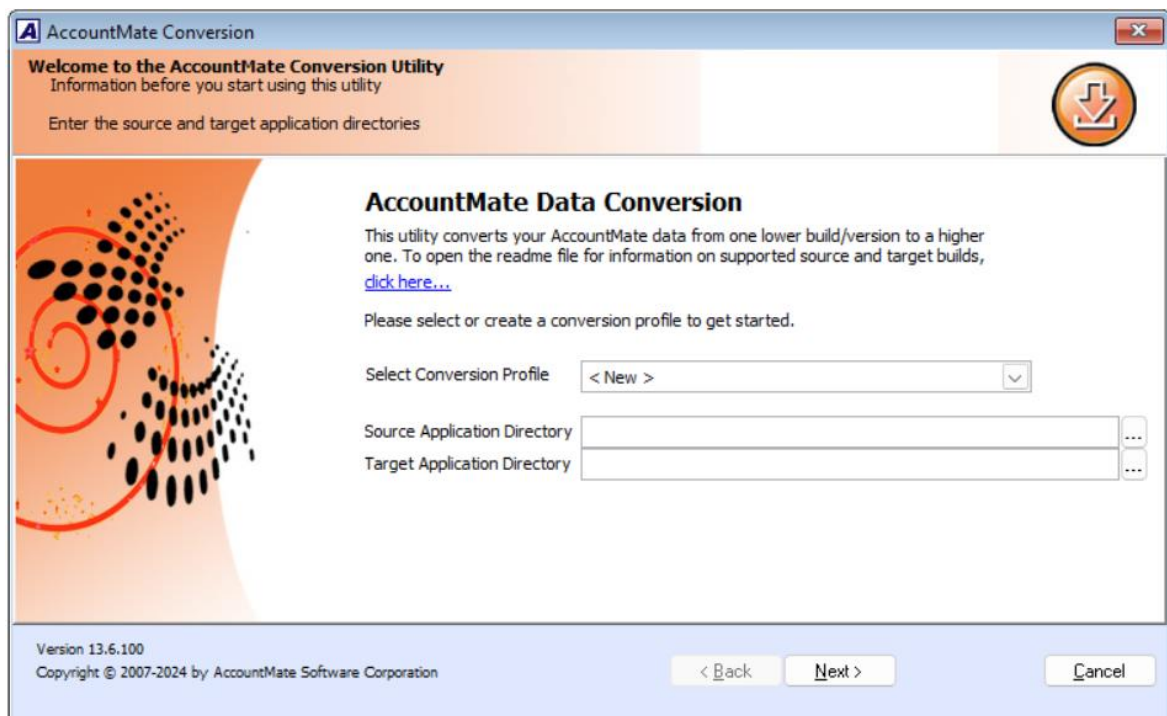 AccountMate Conversion
Welcome to the AccountMate Conversion Utility
Information before you start using this utility
Enter the source and target application directories
AccountMate Data Conversion
This utility converts your AccountMate data from one lower build/version to a higher
one. To open the readme file for information on supported source and target builds,
click here...
Please select or create a conversion profile to get started.
Select Conversion Profile < New >
Source Application Directory ...
Target Application Directory ...
Version 13.6.100
Copyright © 2007-2024 by AccountMate Software Corporation
< Back Next > Cancel